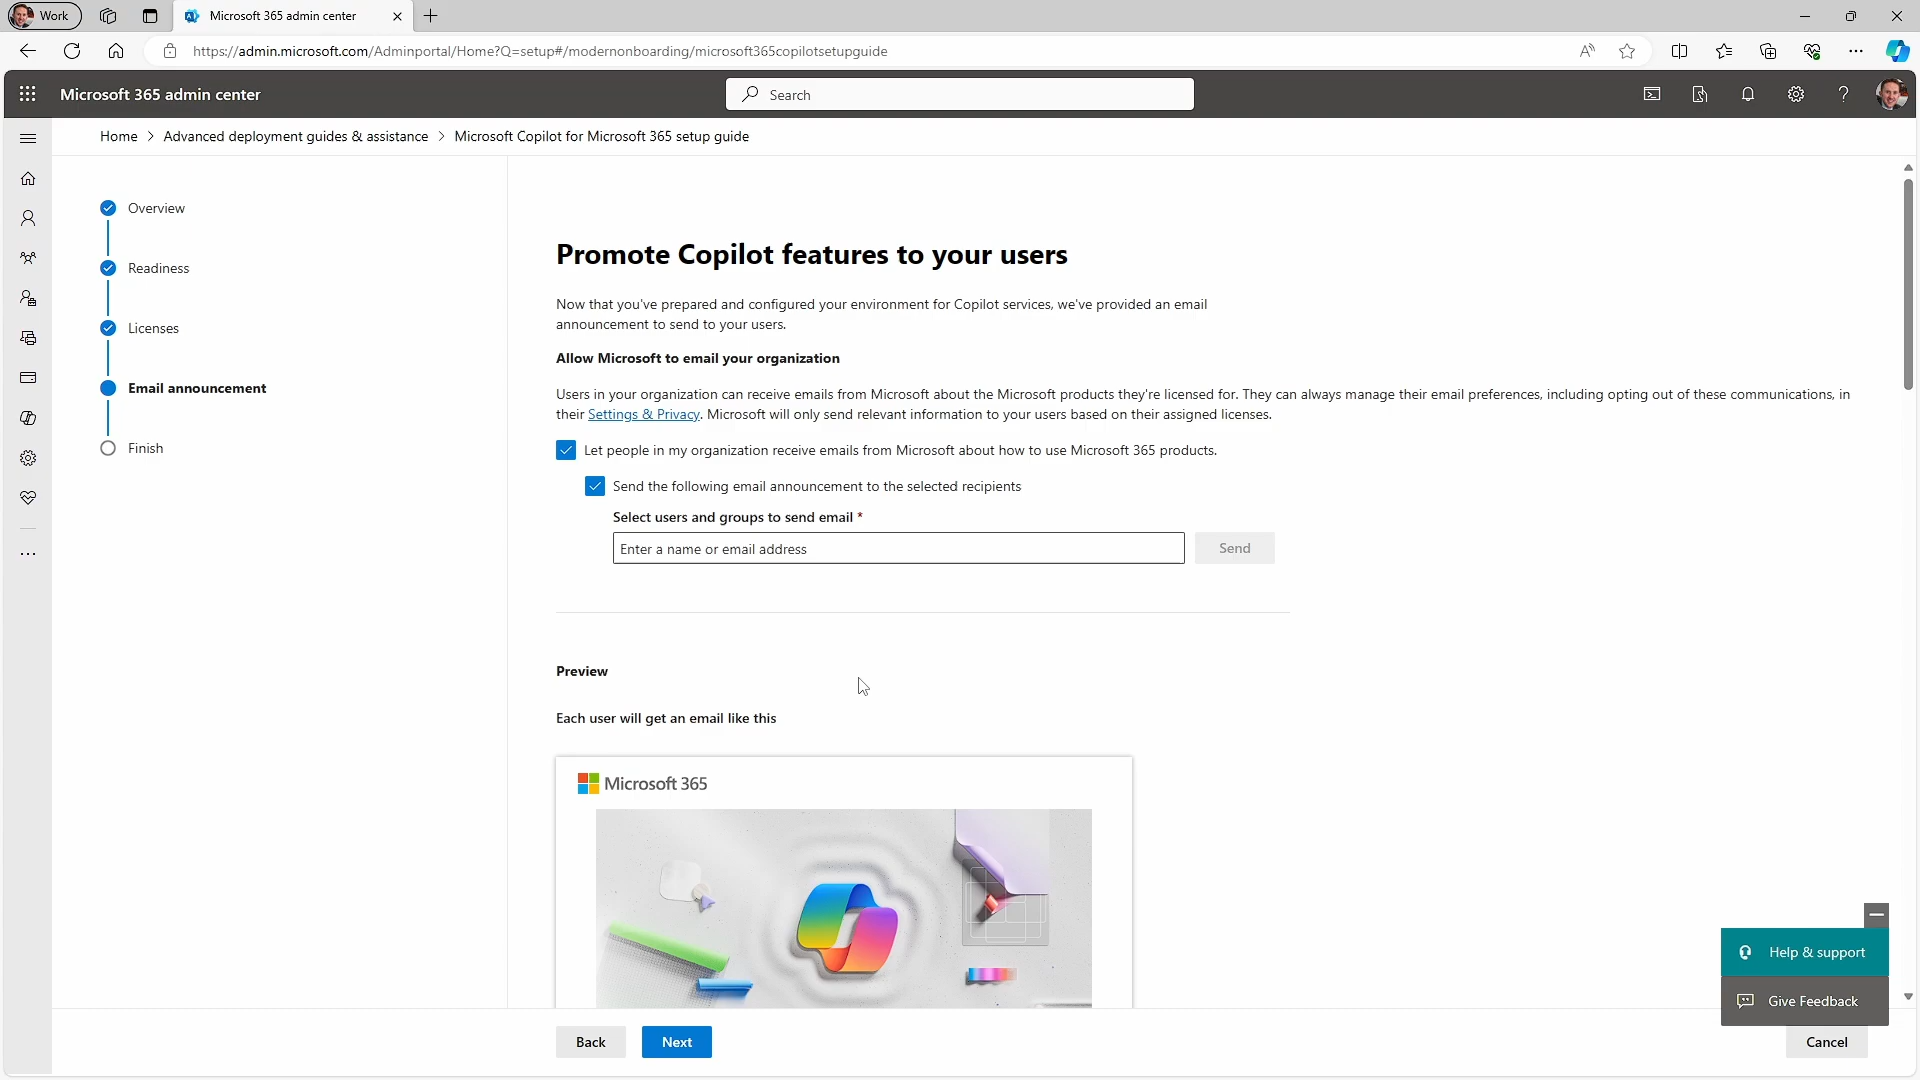 Work
Microsoft 365 admin center
https://admin.microsoft.com/Adminportal/Home?Q=setup#/modernonboarding/microsoft365copilotsetupguide
Microsoft 365 admin center
Search
Home > Advanced deployment guides & assistance > Microsoft Copilot for Microsoft 365 setup guide
Overview
Readiness
Licenses
Email announcement
Finish
Promote Copilot features to your users
Now that you've prepared and configured your environment for Copilot services, we've provided an email
announcement to send to your users.
Allow Microsoft to email your organization
Users in your organization can receive emails from Microsoft about the Microsoft products they're licensed for. They can always manage their email preferences, including opting out of these communications, in
their Settings & Privacy. Microsoft will only send relevant information to your users based on their assigned licenses.
Let people in my organization receive emails from Microsoft about how to use Microsoft 365 products.
Send the following email announcement to the selected recipients
Select users and groups to send email *
Enter a name or email address
Send
Preview
Each user will get an email like this
Microsoft 365
Help & support
Give Feedback
Back
Next
Cancel